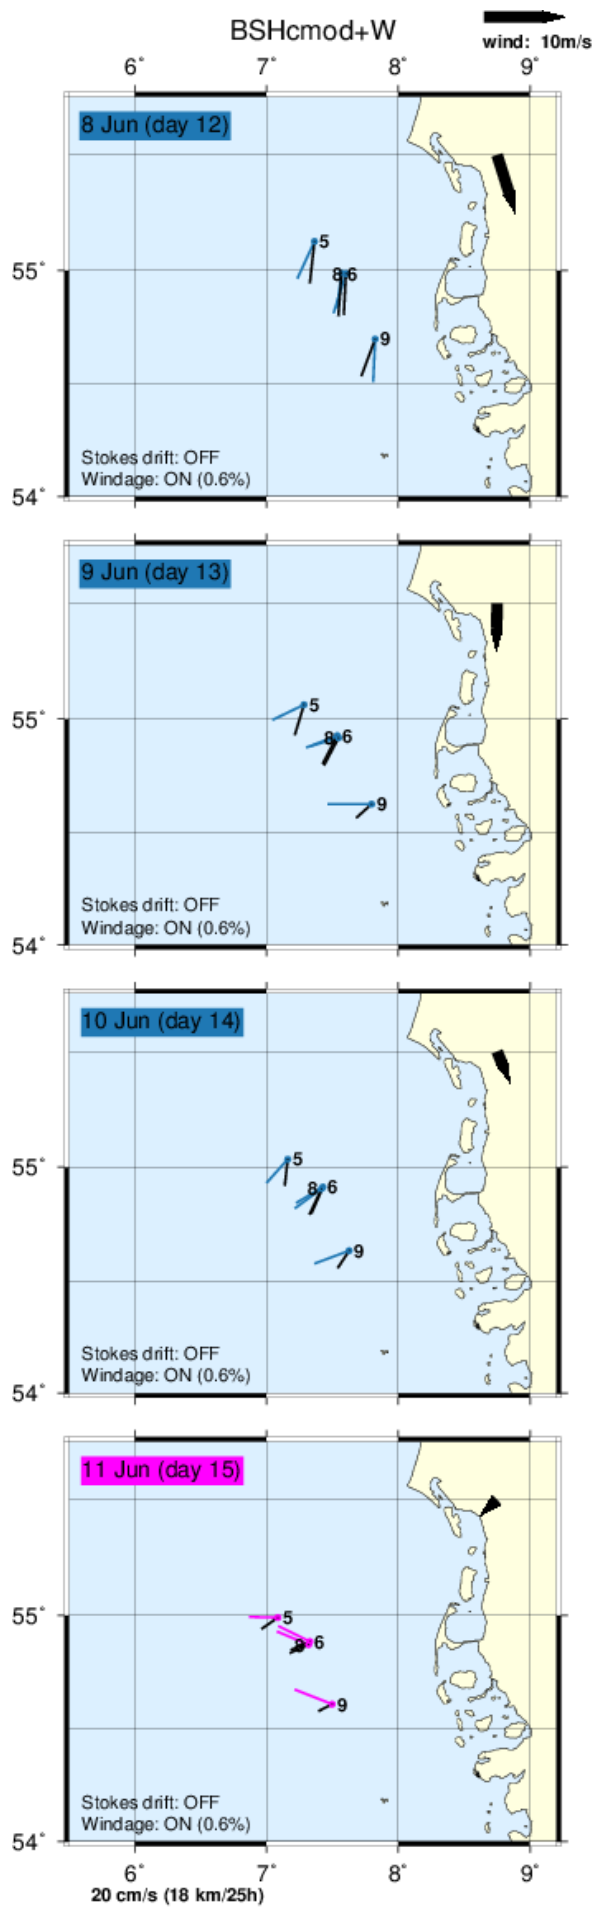 BSHcmod+W
wind: 10m/s
6° 7° 8° 9°
8 Jun (day 12)
5
55°
8 6
9
Stokes drift: OFF
Windage: ON (0.6%)
54°
9 Jun (day 13)
5
55°
8 6
9
Stokes drift: OFF
Windage: ON (0.6%)
54°
10 Jun (day 14)
5
55°
8 6
9
Stokes drift: OFF
Windage: ON (0.6%)
54°
11 Jun (day 15)
55°
5
6
8
9
Stokes drift: OFF
Windage: ON (0.6%)
54°
6° 7° 8° 9°
20 cm/s (18 km/25h)